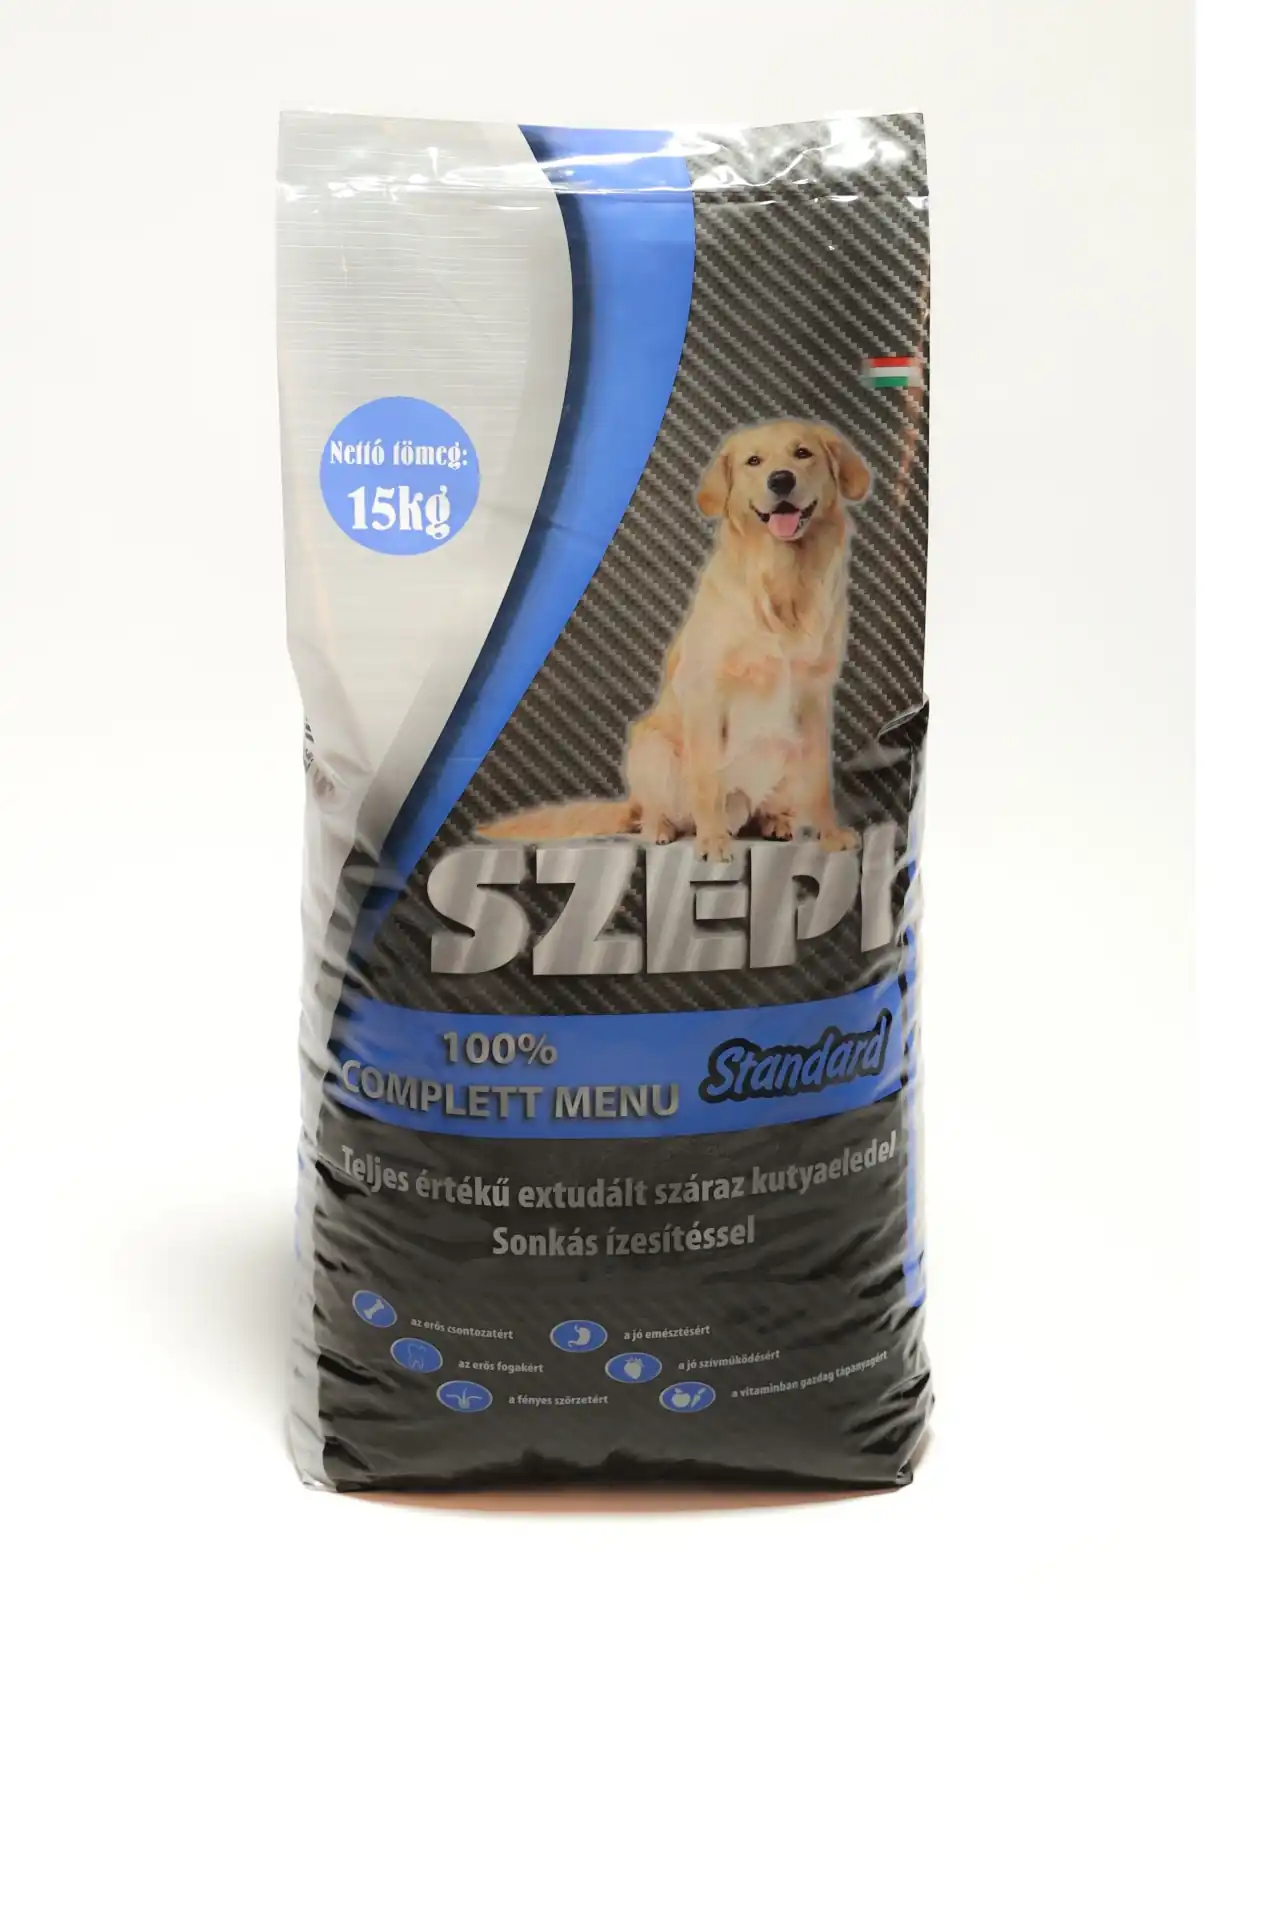 Nettó tömeg:
15kg
SZEPI
100%
COMPLETT MENU
Standard
Teljes értékű extudált száraz kutyaeledel
Sonkás ízesítéssel
az erős csontozatért
a jó emésztésért
az erős fogakért
a jó szívműködésért
a fényes szőrzetért
a vitaminban gazdag tápanyagért